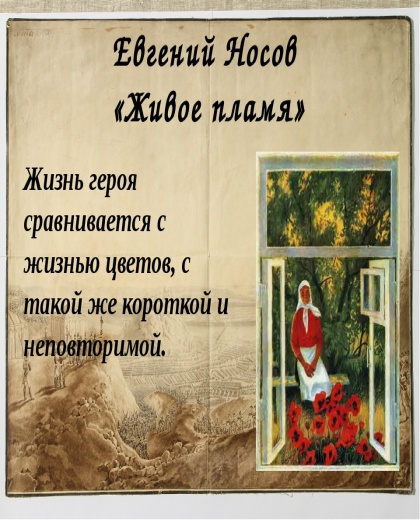 Евгений Носов
«Живое пламя»
Жизнь героя
сравнивается с
жизнью цветов, с
такой же короткой и
неповторимой.